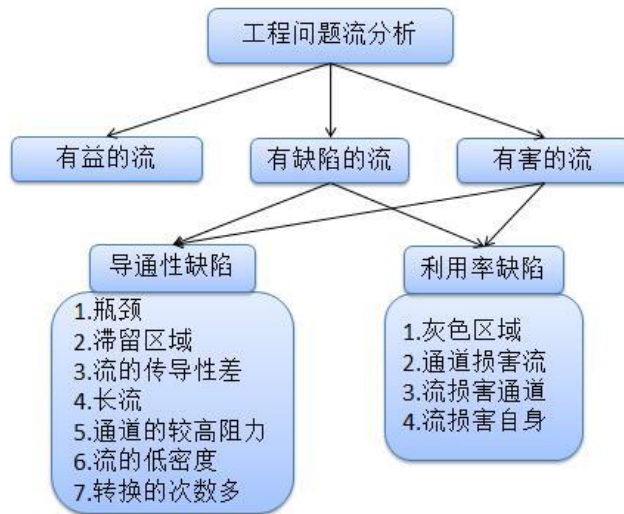 工程问题流分析
有益的流
有缺陷的流
有害的流
导通性缺陷
1.瓶颈
2.滞留区域
3.流的传导性差
4.长流
5.通道的较高阻力
6.流的低密度
7.转换的次数多
利用率缺陷
1.灰色区域
2.通道损害流
3.流损害通道
4.流损害自身